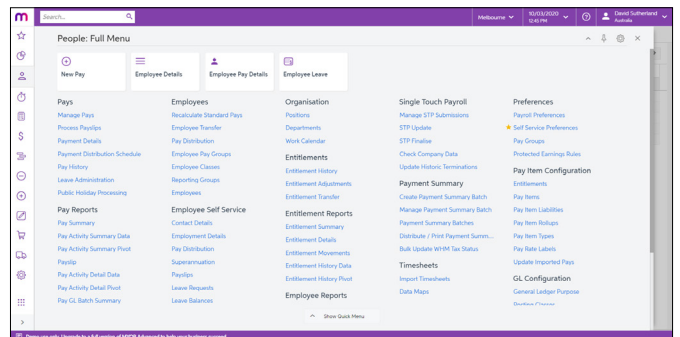 Search...
Melbourne
10/03/2020
12:45 PM
David Sutherland
Australia
People: Full Menu
New Pay
Employee Details
Employee Pay Details
Employee Leave
Pays
Manage Pays
Process Payslips
Payment Details
Payment Distribution Schedule
Pay History
Leave Administration
Public Holiday Processing
Pay Reports
Pay Summary
Pay Activity Summary Data
Pay Activity Summary Pivot
Payslip
Pay Activity Detail Data
Pay Activity Detail Pivot
Pay GL Batch Summary
Employees
Recalculate Standard Pays
Employee Transfer
Pay Distribution
Employee Pay Groups
Employee Classes
Reporting Groups
Employees
Employee Self Service
Contact Details
Employment Details
Pay Distribution
Superannuation
Payslips
Leave Requests
Leave Balances
Organisation
Positions
Departments
Work Calendar
Entitlements
Entitlement History
Entitlement Adjustments
Entitlement Transfer
Entitlement Reports
Entitlement Summary
Entitlement Details
Entitlement Movements
Entitlement History Data
Entitlement History Pivot
Employee Reports
Single Touch Payroll
Manage STP Submissions
STP Update
STP Finalise
Check Company Data
Update Historic Terminations
Payment Summary
Create Payment Summary Batch
Manage Payment Summary Batch
Payment Summary Batches
Distribute / Print Payment Summ...
Bulk Update WHM Tax Status
Timesheets
Import Timesheets
Data Maps
Preferences
Payroll Preferences
Self Service Preferences
Pay Groups
Protected Earnings Rules
Pay Item Configuration
Entitlements
Pay Items
Pay Item Liabilities
Pay Item Rollups
Pay Item Types
Pay Rate Labels
Update Imported Pays
GL Configuration
General Ledger Purpose
Posting Classes
Show Quick Menu